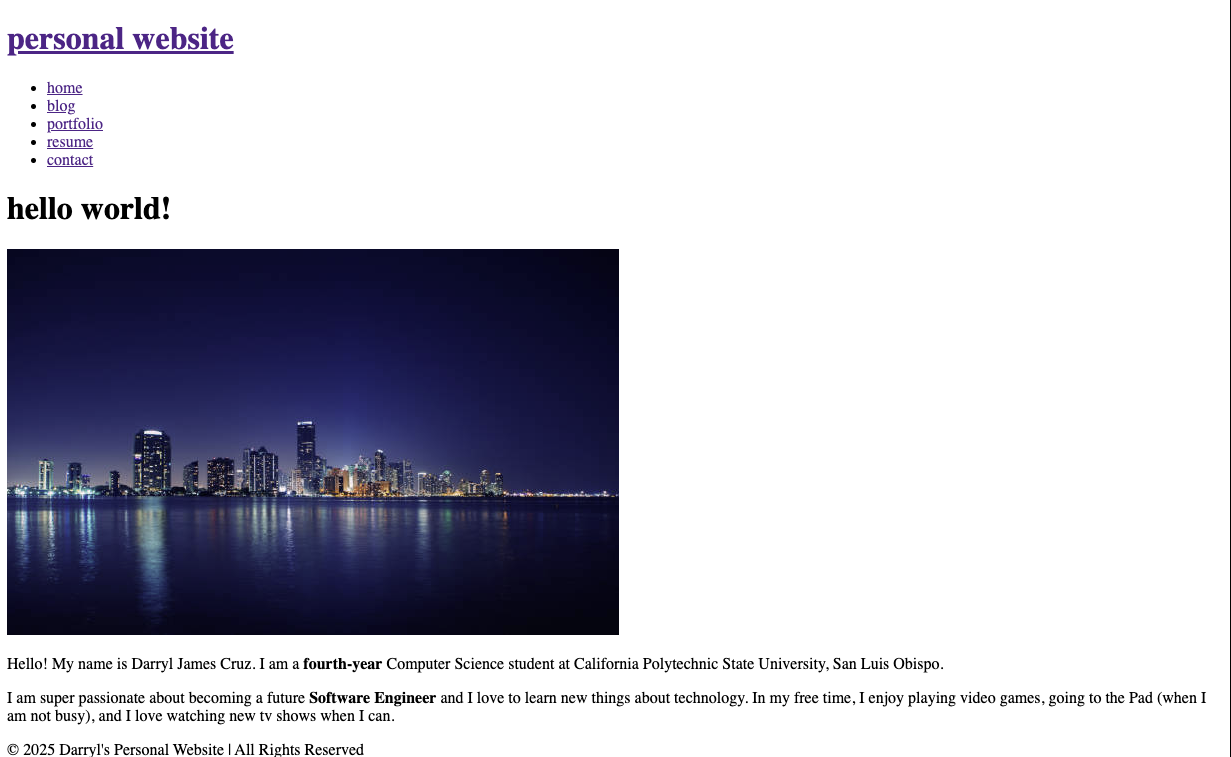 personal website
home
blog
portfolio
resume
contact
hello world!
Hello! My name is Darryl James Cruz. I am a fourth-year Computer Science student at California Polytechnic State University, San Luis Obispo.
I am super passionate about becoming a future Software Engineer and I love to learn new things about technology. In my free time, I enjoy playing video games, going to the Pad (when I
am not busy), and I love watching new tv shows when I can.
© 2025 Darryl's Personal Website | All Rights Reserved